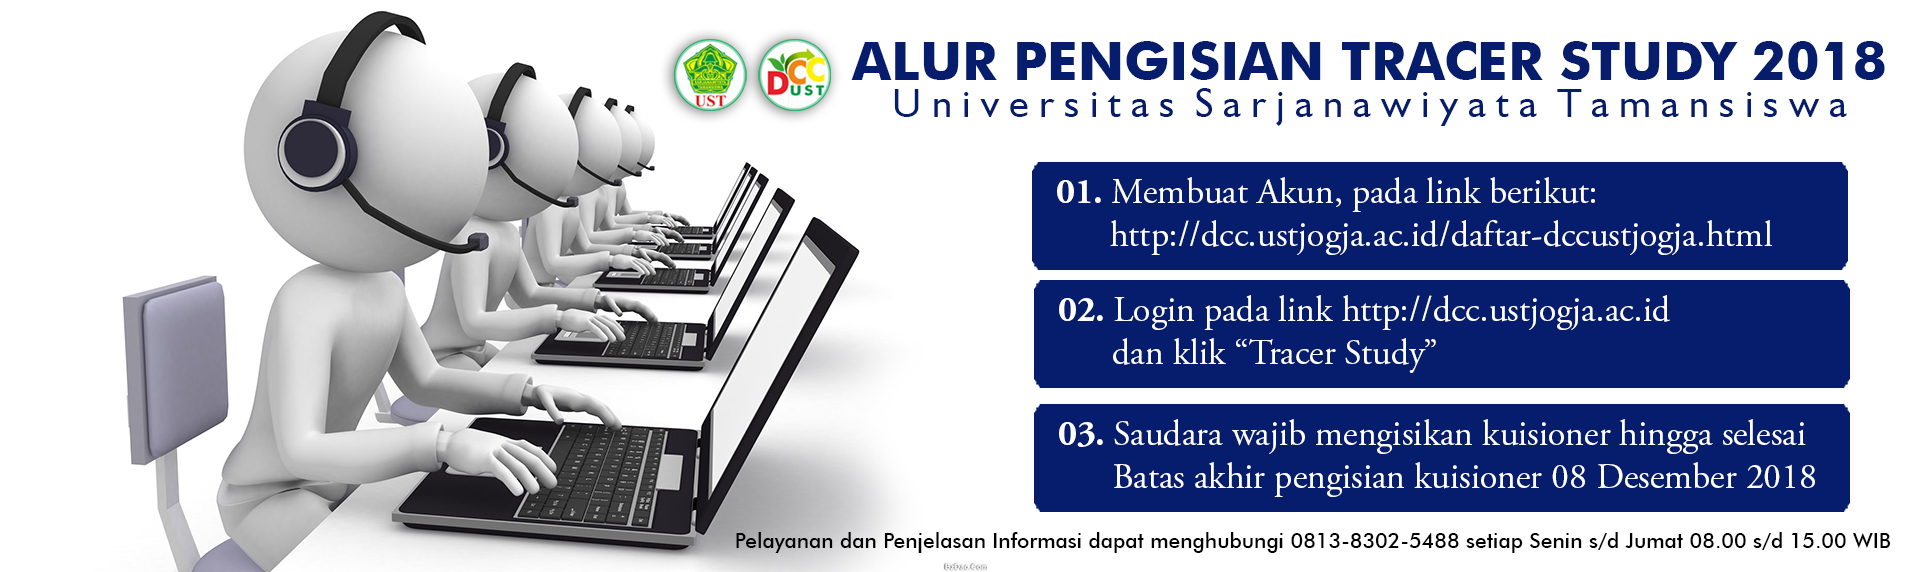 UST
DCC
UST
ALUR PENGISIAN TRACER STUDY 2018
Universitas Sarjanawiyata Tamansiswa
01. Membuat Akun, pada link berikut:
http://dcc.ustjogja.ac.id/daftar-dccustjogja.html
02. Login pada link http://dcc.ustjogja.ac.id
dan klik “Tracer Study”
03. Saudara wajib mengisikan kuisioner hingga selesai
Batas akhir pengisian kuisioner 08 Desember 2018
Pelayanan dan Penjelasan Informasi dapat menghubungi 0813-8302-5488 setiap Senin s/d Jumat 08.00 s/d 15.00 WIB